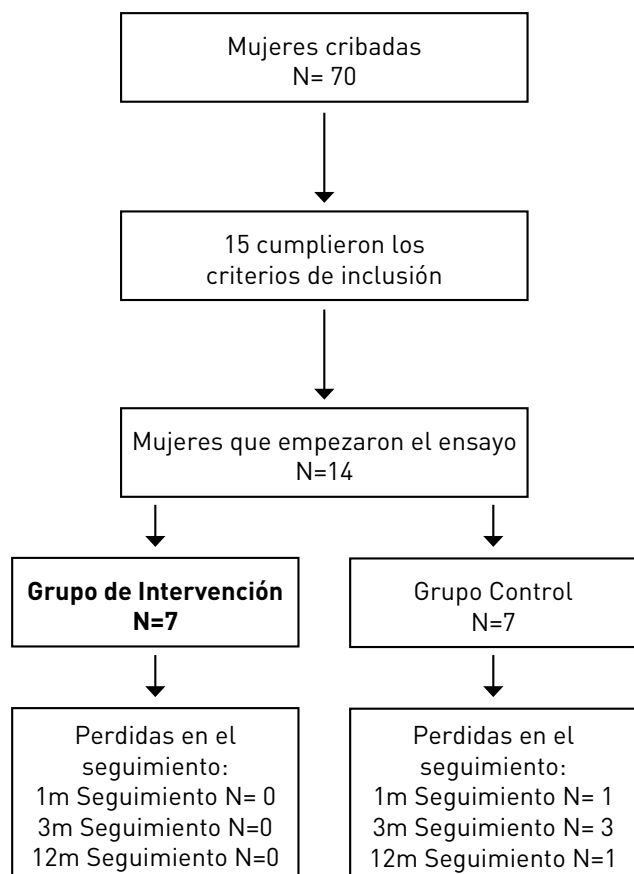 Mujeres cribadas
N= 70
15 cumplieron los
criterios de inclusión
Mujeres que empezaron el ensayo
N=14
Grupo de Intervención
N=7
Grupo Control
N=7
Perdidas en el
seguimiento:
1m Seguimiento N= 0
3m Seguimiento N=0
12m Seguimiento N=0
Perdidas en el
seguimiento:
1m Seguimiento N= 1
3m Seguimiento N= 3
12m Seguimiento N=1